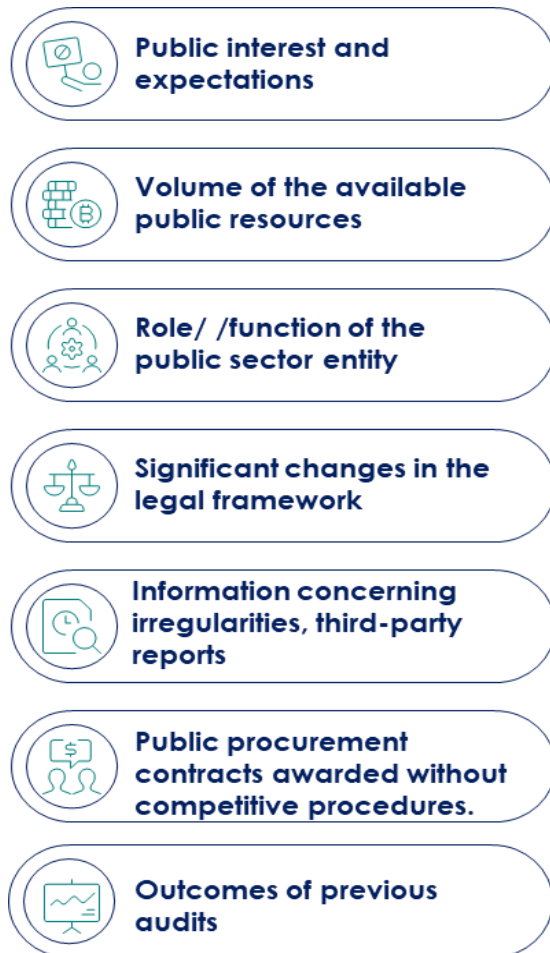 Public interest and
expectations
Volume of the available
public resources
Role/ /function of the
public sector entity
Significant changes in the
legal framework
Information concerning
irregularities, third-party
reports
Public procurement
contracts awarded without
competitive procedures.
Outcomes of previous
audits